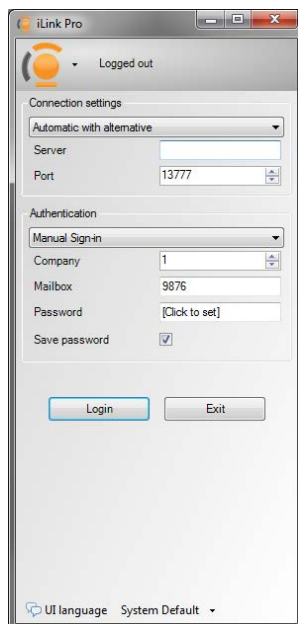 iLink Pro
Logged out
Connection settings
Automatic with alternative
Server
Port 13777
Authentication
Manual Sign-in
Company 1
Mailbox 9876
Password [Click to set]
Save password
Login Exit
UI language System Default